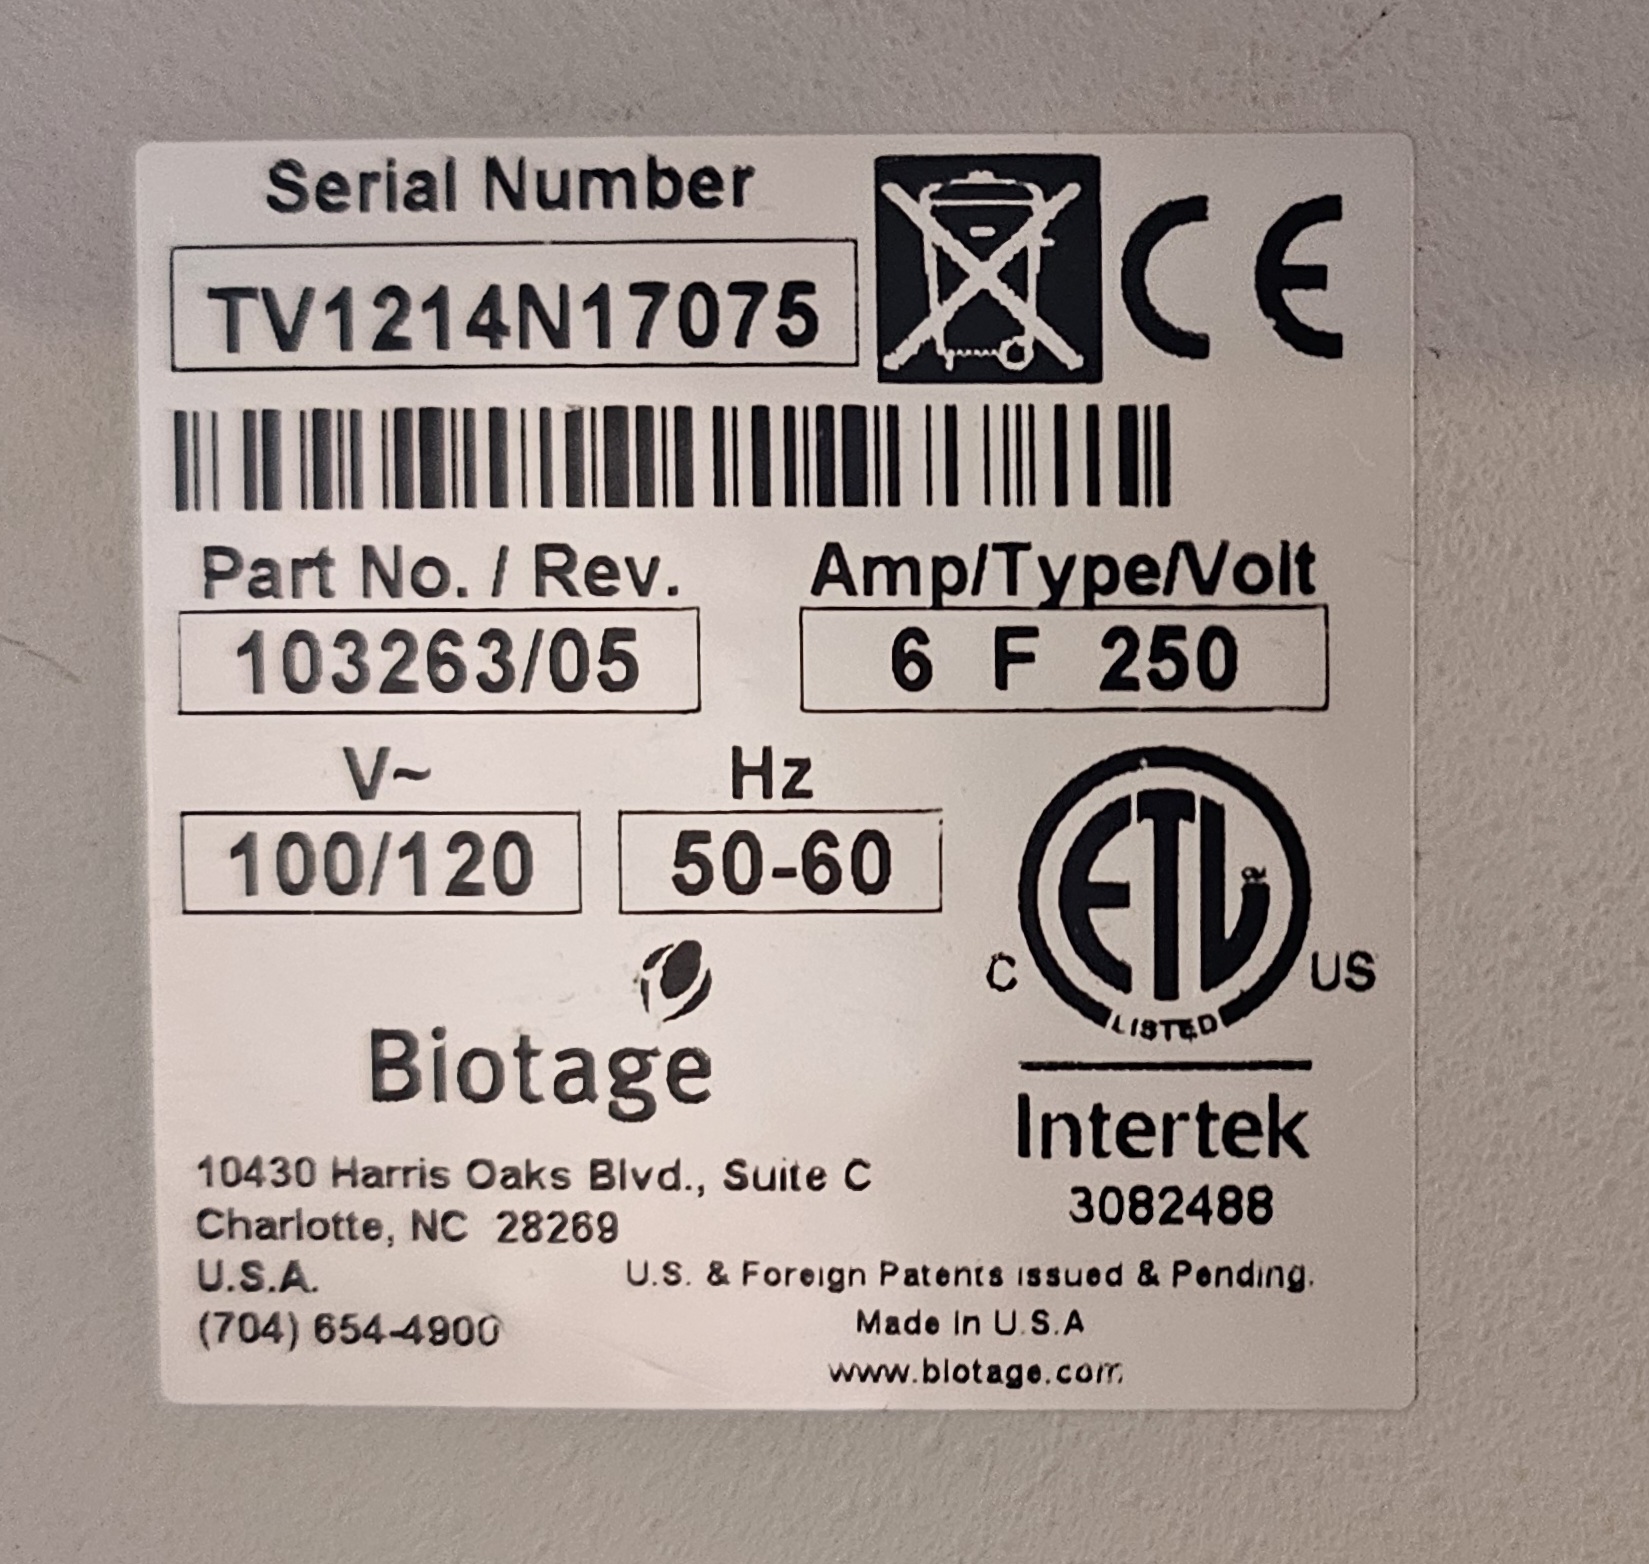 Serial Number
TV1214N17075
CE
Part No. / Rev.
103263/05
Amp/Type/Volt
6 F 250
V~
100/120
Hz
50-60
ETL
C US
LISTED
Intertek
3082488
Biotage
10430 Harris Oaks Blvd., Suite C
Charlotte, NC 28269
U.S.A.
(704) 654-4900
U.S. & Foreign Patents issued & Pending.
Made In U.S.A
www.biotage.com